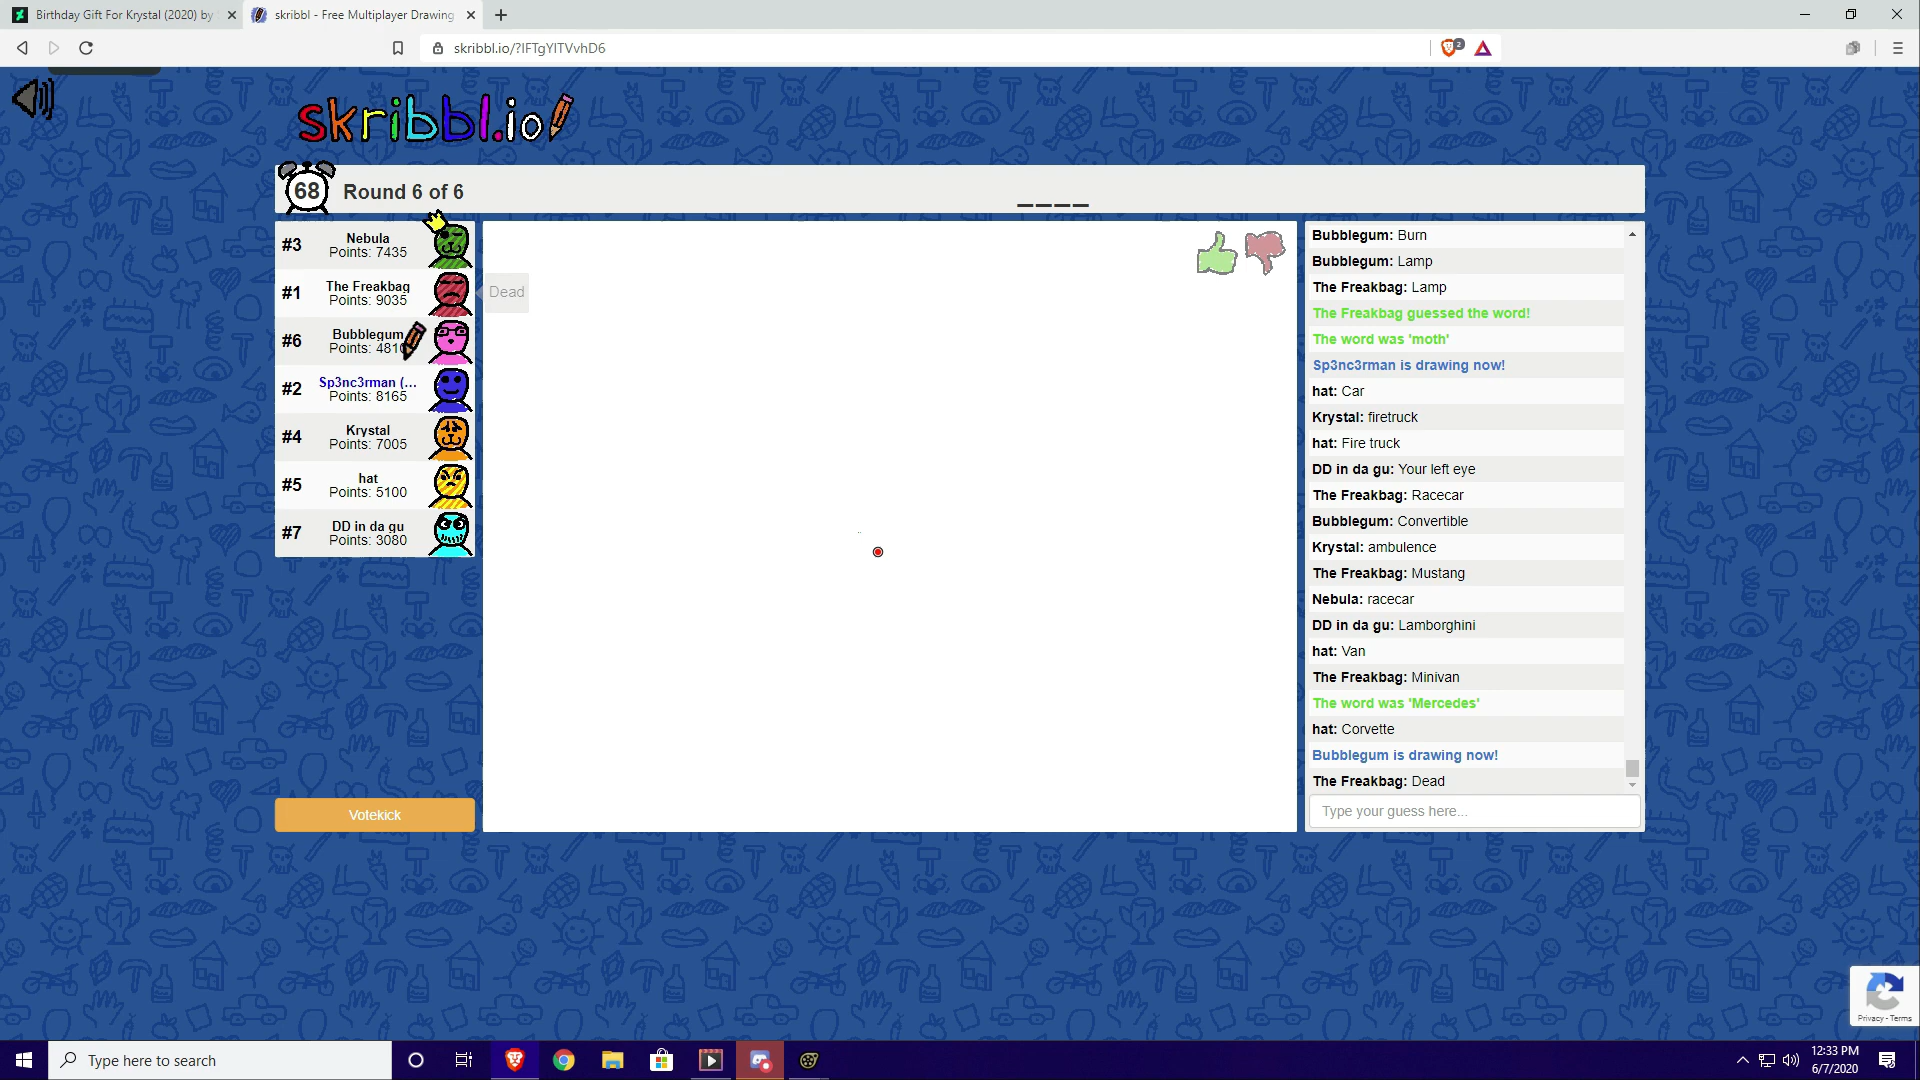 Birthday Gift For Krystal (2020) by
skribbl - Free Multiplayer Drawing
skribbl.io/?IFTgYlTVvhD6
2
skribbl.io
68
Round 6 of 6
____
#3
Nebula
Points: 7435
#1
The Freakbag
Points: 9035
Dead
#6
Bubblegum
Points: 4810
#2
Sp3nc3rman (...
Points: 8165
#4
Krystal
Points: 7005
#5
hat
Points: 5100
#7
DD in da gu
Points: 3080
Votekick
Bubblegum: Burn
Bubblegum: Lamp
The Freakbag: Lamp
The Freakbag guessed the word!
The word was 'moth'
Sp3nc3rman is drawing now!
hat: Car
Krystal: firetruck
hat: Fire truck
DD in da gu: Your left eye
The Freakbag: Racecar
Bubblegum: Convertible
Krystal: ambulence
The Freakbag: Mustang
Nebula: racecar
DD in da gu: Lamborghini
hat: Van
The Freakbag: Minivan
The word was 'Mercedes'
hat: Corvette
Bubblegum is drawing now!
The Freakbag: Dead
Type your guess here...
Privacy - Terms
Type here to search
12:33 PM
6/7/2020